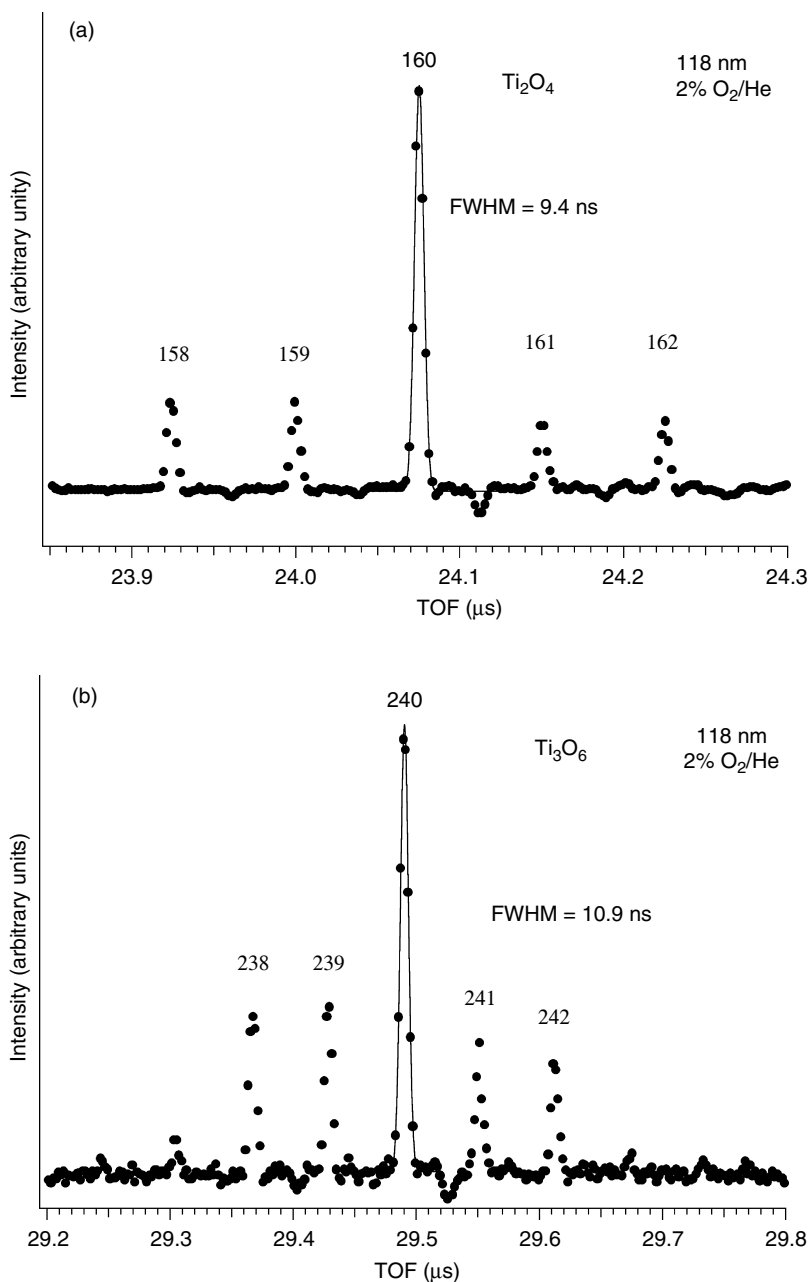 (a)
160
Ti₂O₄
118 nm
2% O₂/He
FWHM = 9.4 ns
158
159
161
162
Intensity (arbitrary unity)
23.9
24.0
24.1
24.2
24.3
TOF (μs)
(b)
240
Ti₃O₆
118 nm
2% O₂/He
FWHM = 10.9 ns
238
239
241
242
Intensity (arbitrary units)
29.2
29.3
29.4
29.5
29.6
29.7
29.8
TOF (μs)